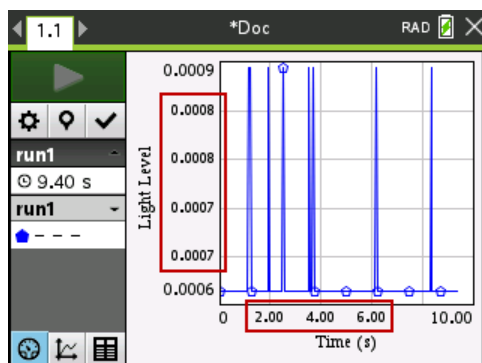 1.1
*Doc
RAD
run1
9.40 s
run1
0.0009
0.0008
0.0008
0.0007
0.0007
0.0006
Light Level
0 2.00 4.00 6.00 10.00
Time (s)